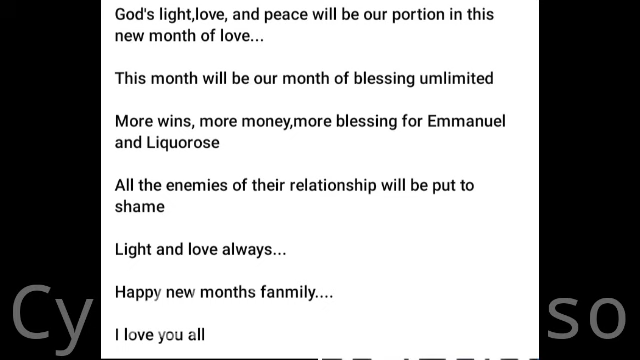 God's light,love, and peace will be our portion in this
new month of love...
This month will be our month of blessing umlimited
More wins, more money,more blessing for Emmanuel
and Liquorose
All the enemies of their relationship will be put to
shame
Light and love always...
Happy new months fanmily....
I love you all
Cy
so